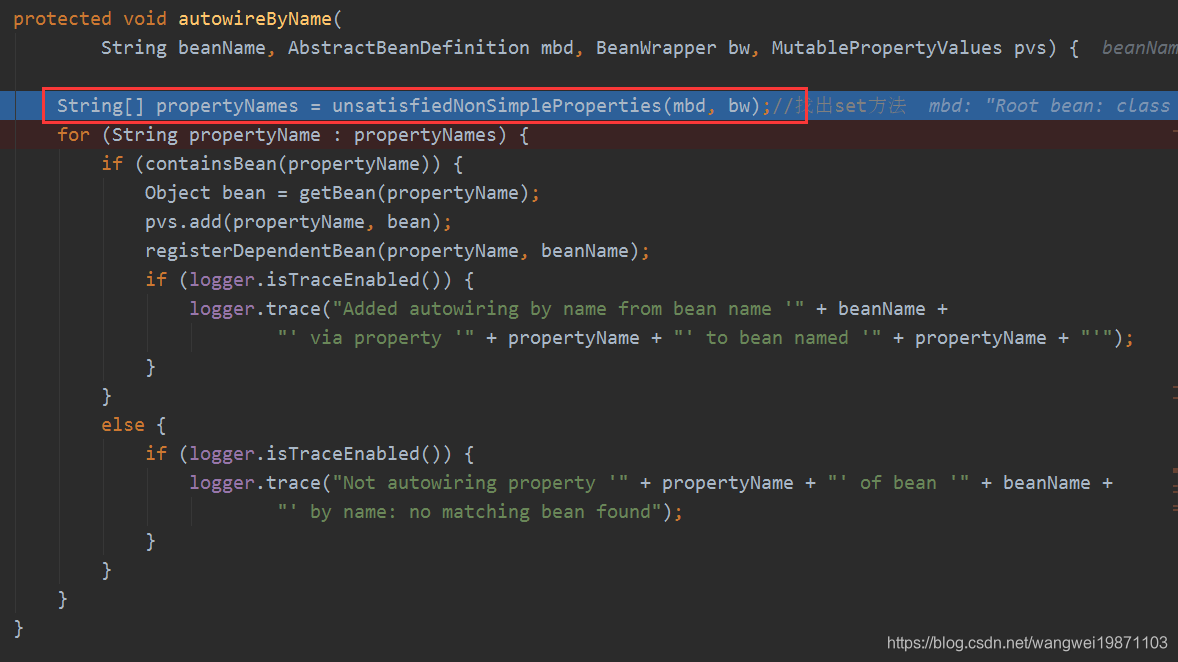 protected void autowireByName(
String beanName, AbstractBeanDefinition mbd, BeanWrapper bw, MutablePropertyValues pvs) { beanNam
String[] propertyNames = unsatisfiedNonSimpleProperties(mbd, bw);//找出set方法 mbd: "Root bean: class
for (String propertyName : propertyNames) {
if (containsBean(propertyName)) {
Object bean = getBean(propertyName);
pvs.add(propertyName, bean);
registerDependentBean(propertyName, beanName);
if (logger.isTraceEnabled()) {
logger.trace("Added autowiring by name from bean name '" + beanName +
"' via property '" + propertyName + "' to bean named '" + propertyName + "'");
}
}
else {
if (logger.isTraceEnabled()) {
logger.trace("Not autowiring property '" + propertyName + "' of bean '" + beanName +
"' by name: no matching bean found");
}
}
}
}
https://blog.csdn.net/wangwei19871103